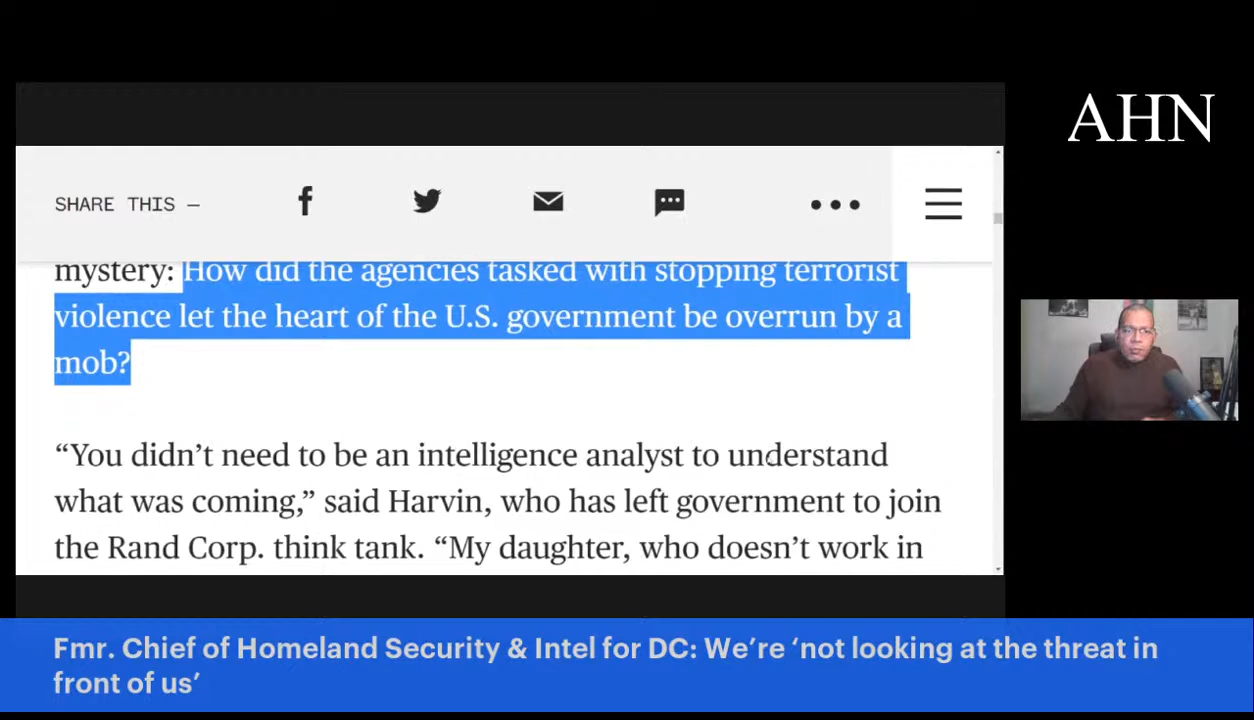 AHN
SHARE THIS —
mystery: How did the agencies tasked with stopping terrorist
violence let the heart of the U.S. government be overrun by a
mob?
“You didn’t need to be an intelligence analyst to understand
what was coming,” said Harvin, who has left government to join
the Rand Corp. think tank. “My daughter, who doesn’t work in
Fmr. Chief of Homeland Security & Intel for DC: We’re ‘not looking at the threat in
front of us’